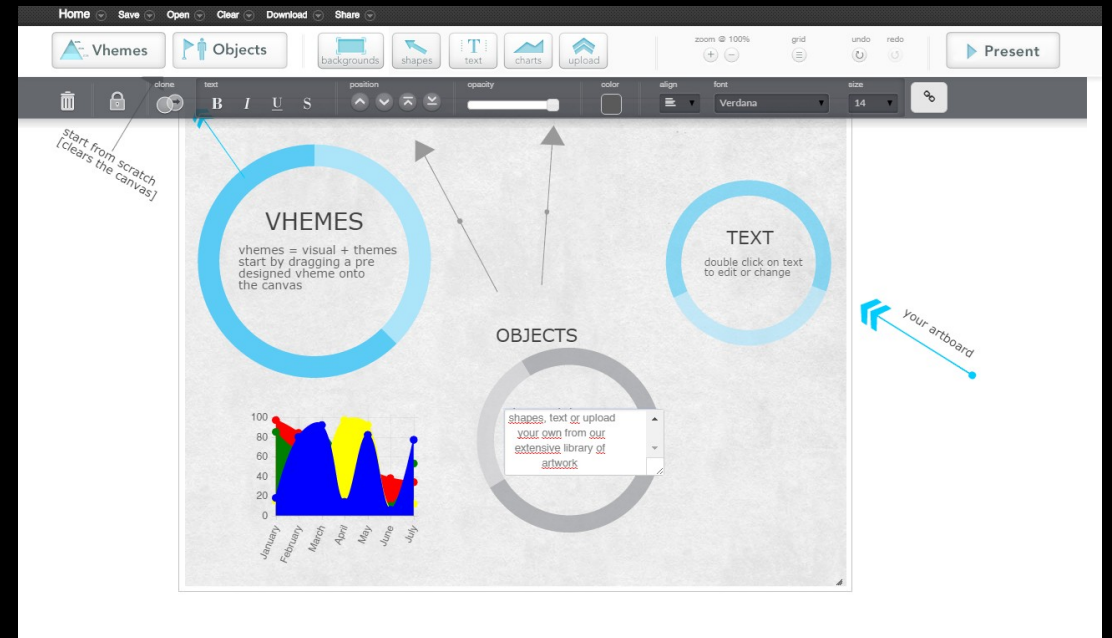 Home Save Open Clear Download Share
Vhemes Objects backgrounds shapes text charts upload zoom @ 100% grid undo redo Present
clone text position opacity color align font size
B I U S Verdana 14
start from scratch
[clears the canvas]
VHEMES
vhemes = visual + themes
start by dragging a pre
designed vheme onto
the canvas
TEXT
double click on text
to edit or change
your artboard
OBJECTS
shapes, text or upload
your own from our
extensive library of
artwork
100
80
60
40
20
0
January February March April May June July